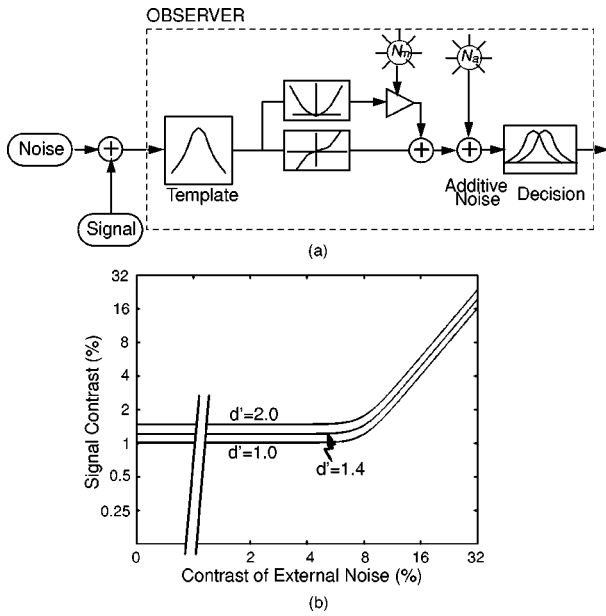 OBSERVER
Nm
Na
Noise
+
+
+
Template
Additive
Noise
Decision
Signal
(a)
32
16
8
4
2
1
0.5
0.25
Signal Contrast (%)
d'=2.0
d'=1.0
d'=1.4
0
2
4
8
16
32
Contrast of External Noise (%)
(b)